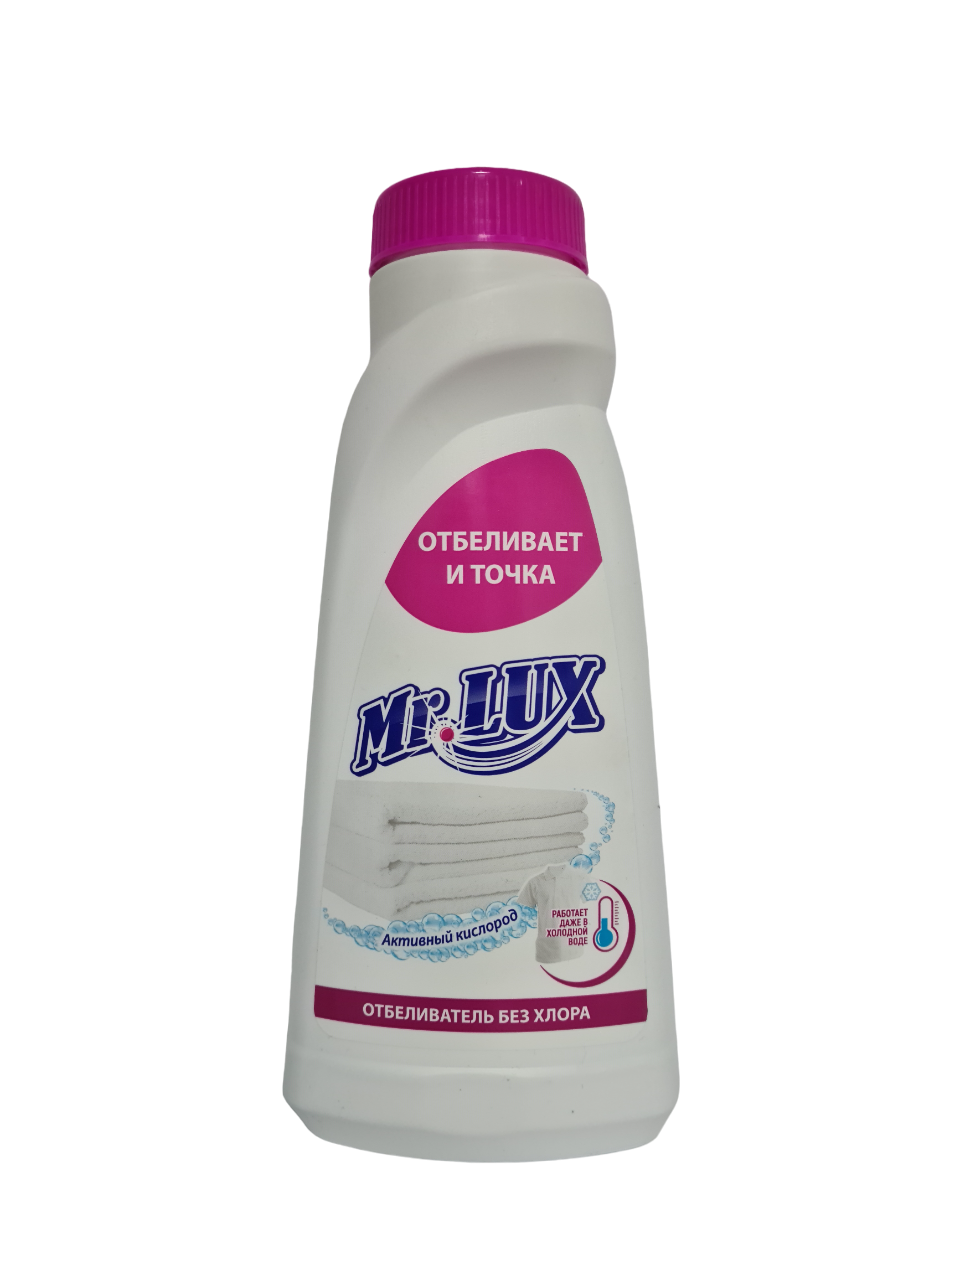 ОТБЕЛИВАЕТ
И ТОЧКА
Mr. LUX
Активный кислород
РАБОТАЕТ
ДАЖЕ В
ХОЛОДНОЙ
ВОДЕ
ОТБЕЛИВАТЕЛЬ БЕЗ ХЛОРА